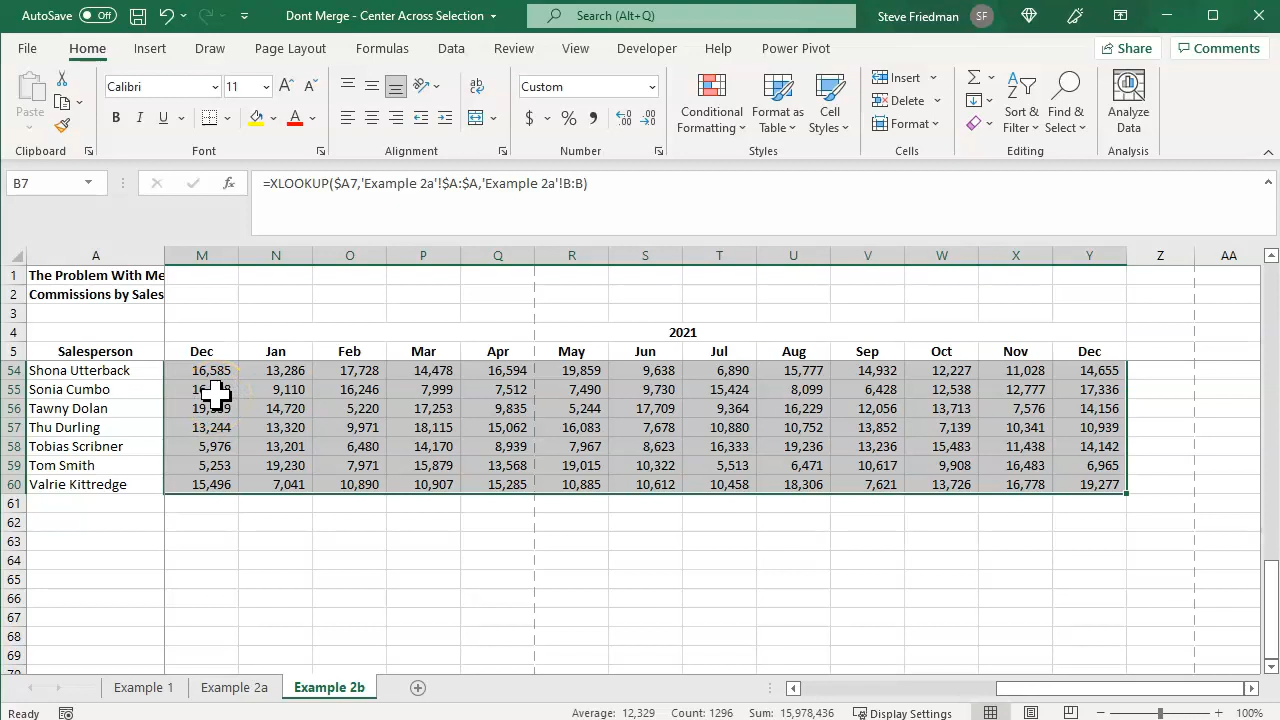 AutoSave Off Dont Merge - Center Across Selection Search (Alt+Q) Steve Friedman SF
File Home Insert Draw Page Layout Formulas Data Review View Developer Help Power Pivot Share Comments
Paste Calibri 11 Custom Conditional Formatting Format as Table Cell Styles Insert Delete Format Sort & Filter Find & Select Analyze Data
Clipboard Font Alignment Number Styles Cells Editing Analysis
B7 =XLOOKUP($A7,'Example 2a'!$A:$A,'Example 2a'!B:B)
A M N O P Q R S T U V W X Y Z AA
1 The Problem With Me
2 Commissions by Sales
3
4 2021
5 Salesperson Dec Jan Feb Mar Apr May Jun Jul Aug Sep Oct Nov Dec
54 Shona Utterback 16,585 13,286 17,728 14,478 16,594 19,859 9,638 6,890 15,777 14,932 12,227 11,028 14,655
55 Sonia Cumbo 9,110 16,246 7,999 7,512 7,490 9,730 15,424 8,099 6,428 12,538 12,777 17,336
56 Tawny Dolan 14,720 5,220 17,253 9,835 5,244 17,709 9,364 16,229 12,056 13,713 7,576 14,156
57 Thu Durling 13,244 13,320 9,971 18,115 15,062 16,083 7,678 10,880 10,752 13,852 7,139 10,341 10,939
58 Tobias Scribner 5,976 13,201 6,480 14,170 8,939 7,967 8,623 16,333 19,236 13,236 15,483 11,438 14,142
59 Tom Smith 5,253 19,230 7,971 15,879 13,568 19,015 10,322 5,513 6,471 10,617 9,908 16,483 6,965
60 Valrie Kittredge 15,496 7,041 10,890 10,907 15,285 10,885 10,612 10,458 18,306 7,621 13,726 16,778 19,277
61
62
63
64
65
66
67
68
69
Example 1 Example 2a Example 2b
Ready Average: 12,329 Count: 1296 Sum: 15,978,436 Display Settings 100%